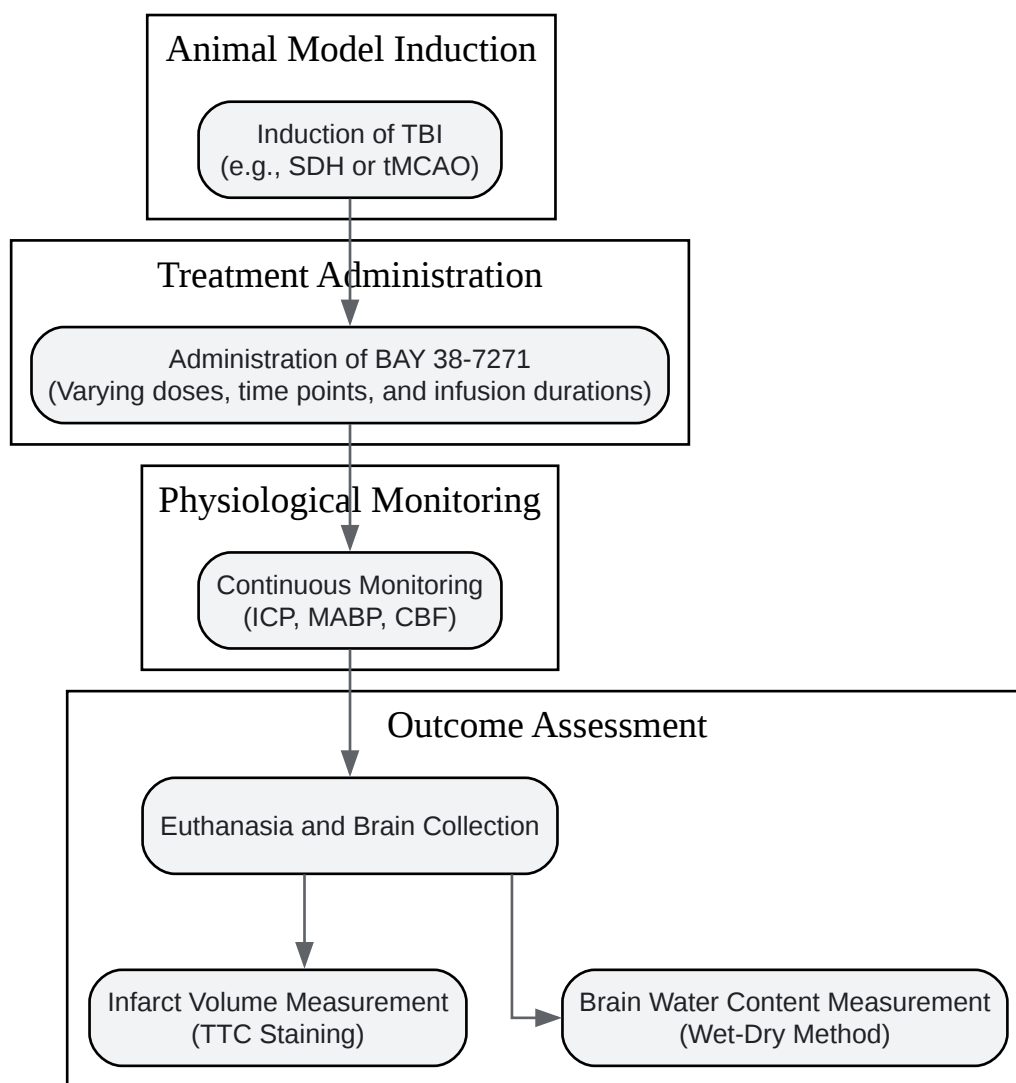 Animal Model Induction
Induction of TBI
(e.g., SDH or tMCAO)
Treatment Administration
Administration of BAY 38-7271
(Varying doses, time points, and infusion durations)
Physiological Monitoring
Continuous Monitoring
(ICP, MABP, CBF)
Outcome Assessment
Euthanasia and Brain Collection
Infarct Volume Measurement
(TTC Staining)
Brain Water Content Measurement
(Wet-Dry Method)